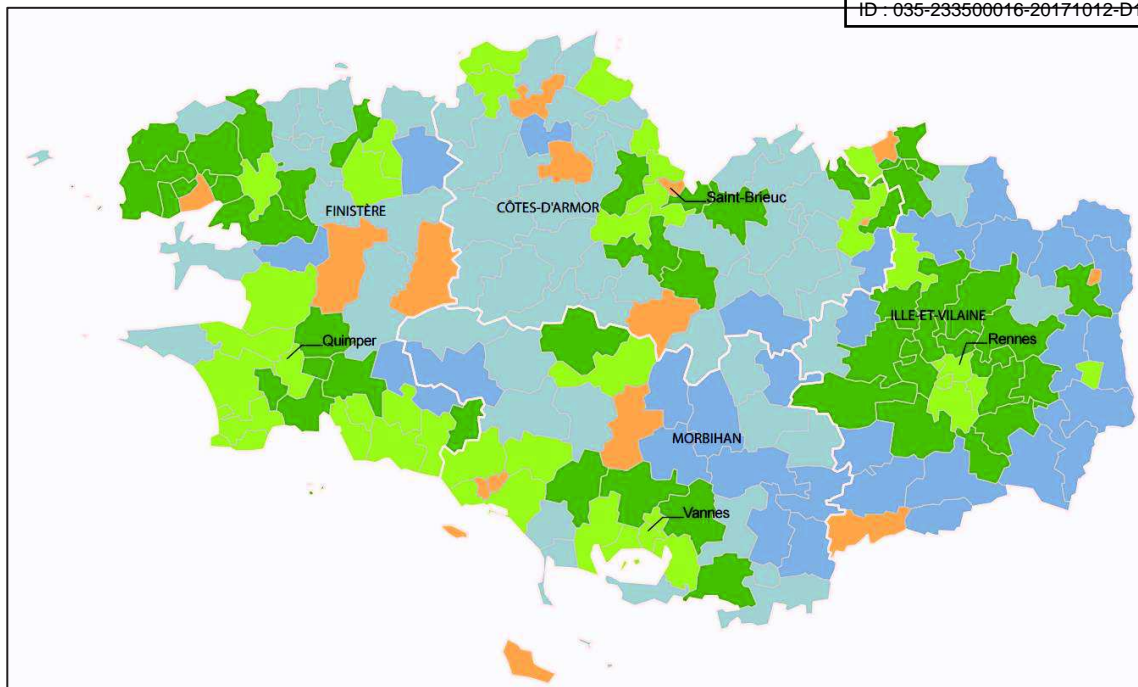 ID : 035-233500016-20171012-D1
Saint-Brieuc
CÔTES-D'ARMOR
FINISTÈRE
ILLE-ET-VILAINE
Rennes
Quimper
MORBIHAN
Vannes